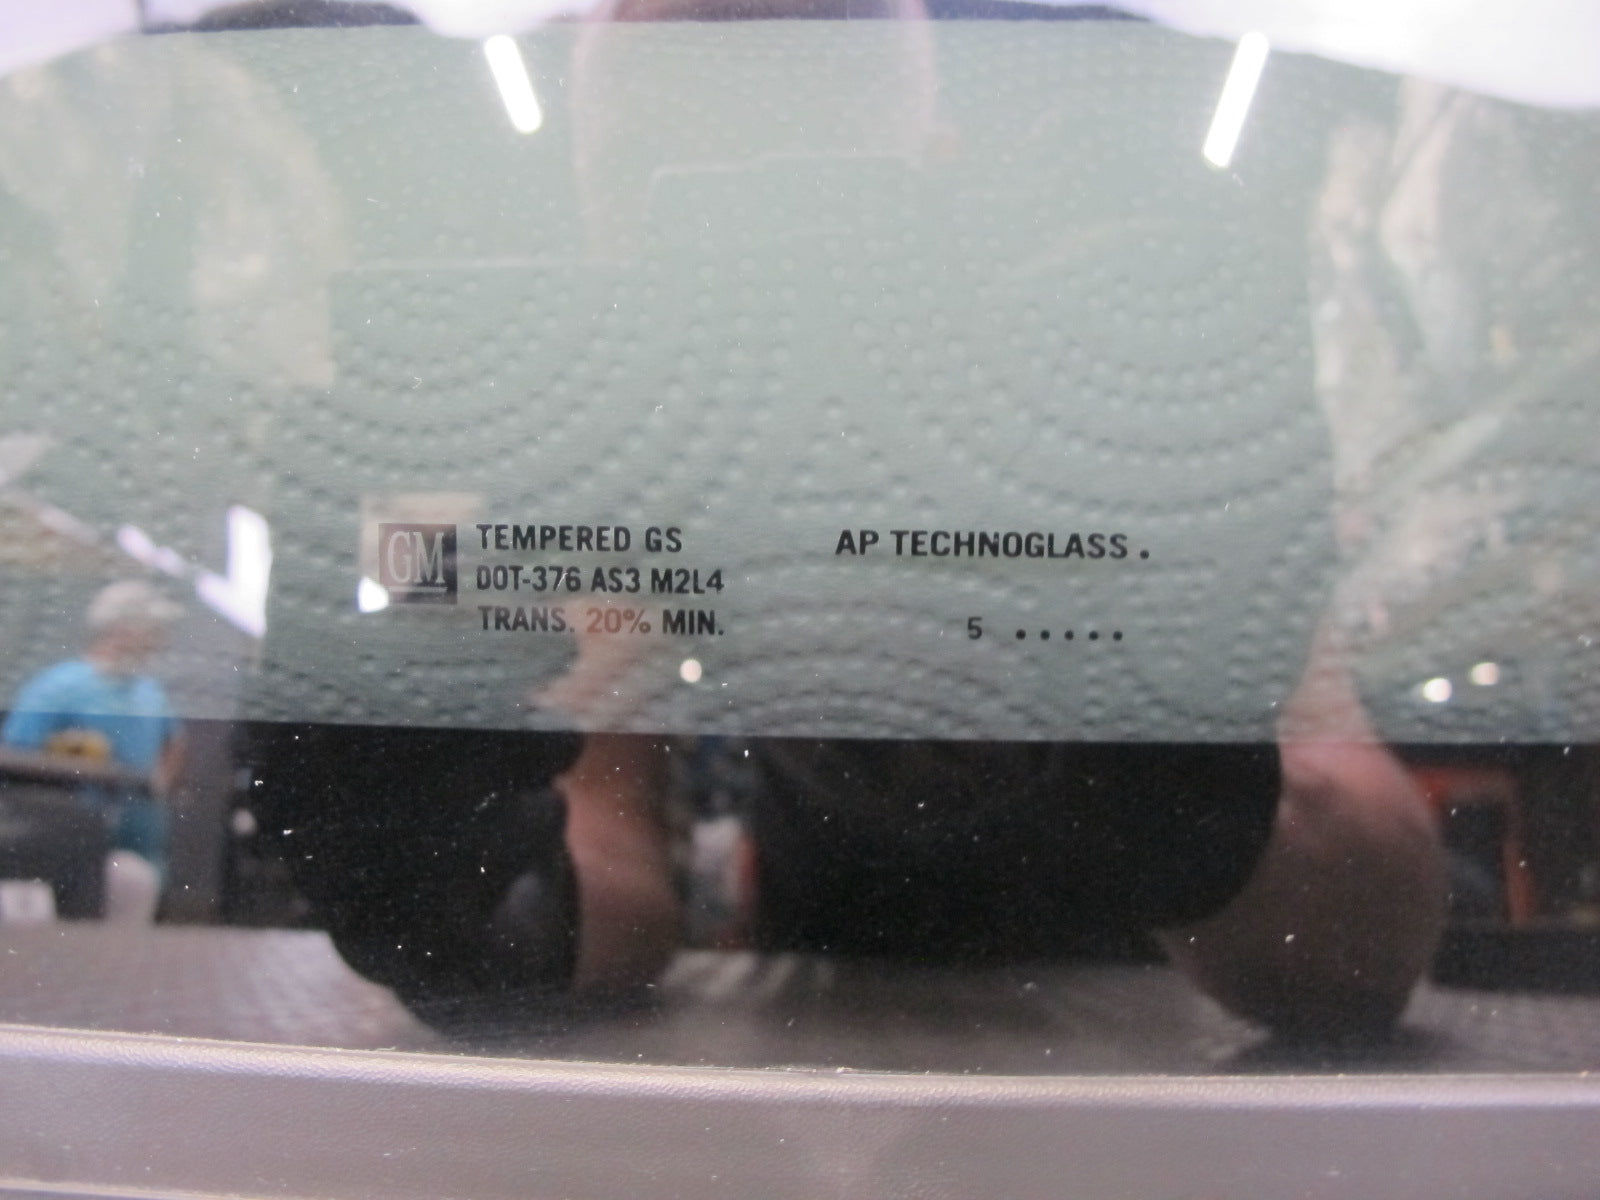 GM
TEMPERED GS
DOT-376 AS3 M2L4
TRANS. 20% MIN.
AP TECHNOGLASS .
5 .....